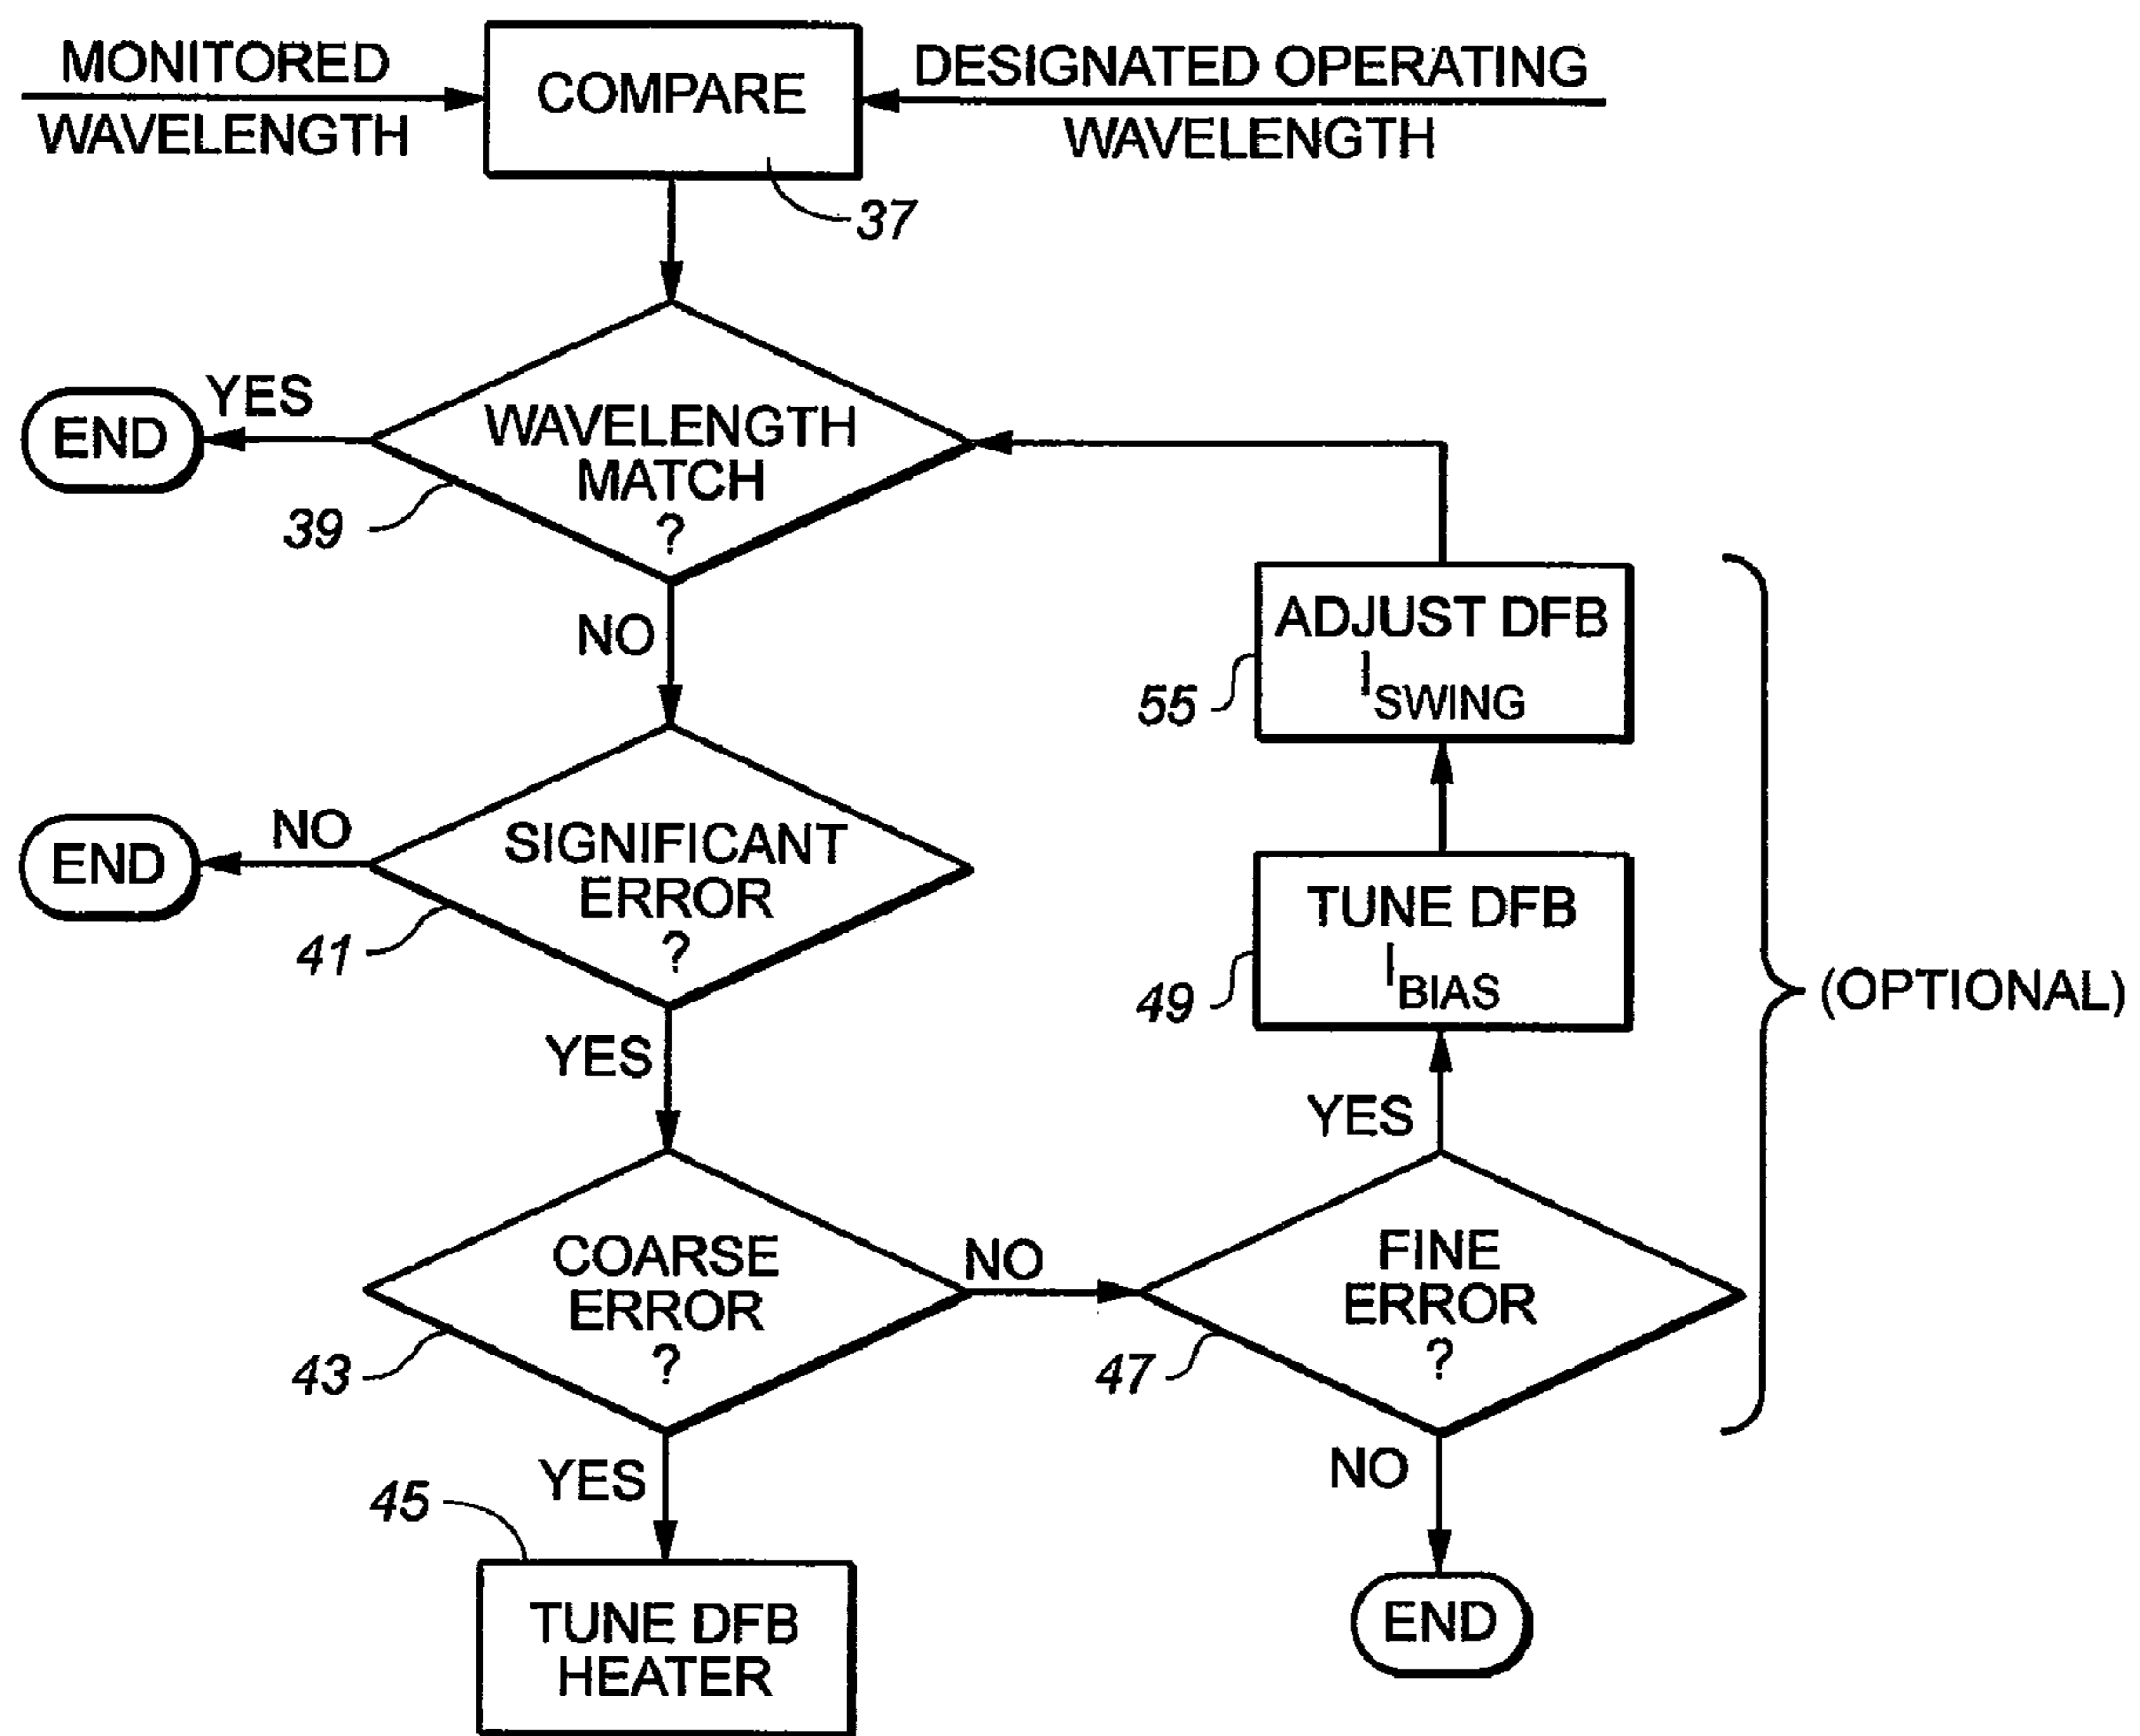 MONITORED
WAVELENGTH
COMPARE
DESIGNATED OPERATING
WAVELENGTH
37
YES
END
WAVELENGTH
MATCH
?
39
NO
ADJUST DFB
I SWING
55
NO
END
SIGNIFICANT
ERROR
?
41
TUNE DFB
I BIAS
49
(OPTIONAL)
YES
YES
COARSE
ERROR
?
43
NO
FINE
ERROR
?
47
YES
NO
45
TUNE DFB
HEATER
END